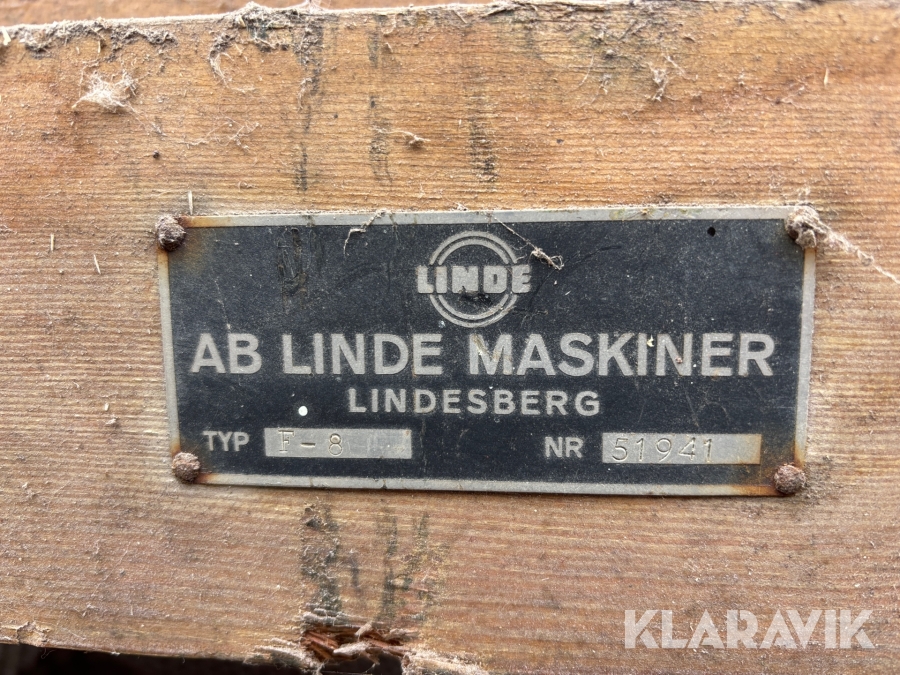 LINDE
AB LINDE MASKINER
LINDESBERG
TYP F-8 NR 51941
KLARAVIK